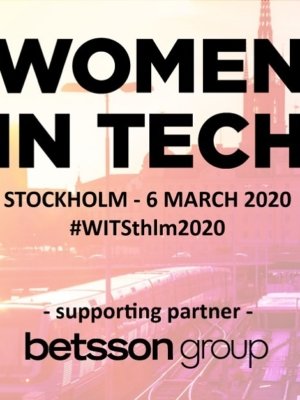 WOMEN
IN TECH
STOCKHOLM - 6 MARCH 2020
#WITSthlm2020
- supporting partner -
betsson group